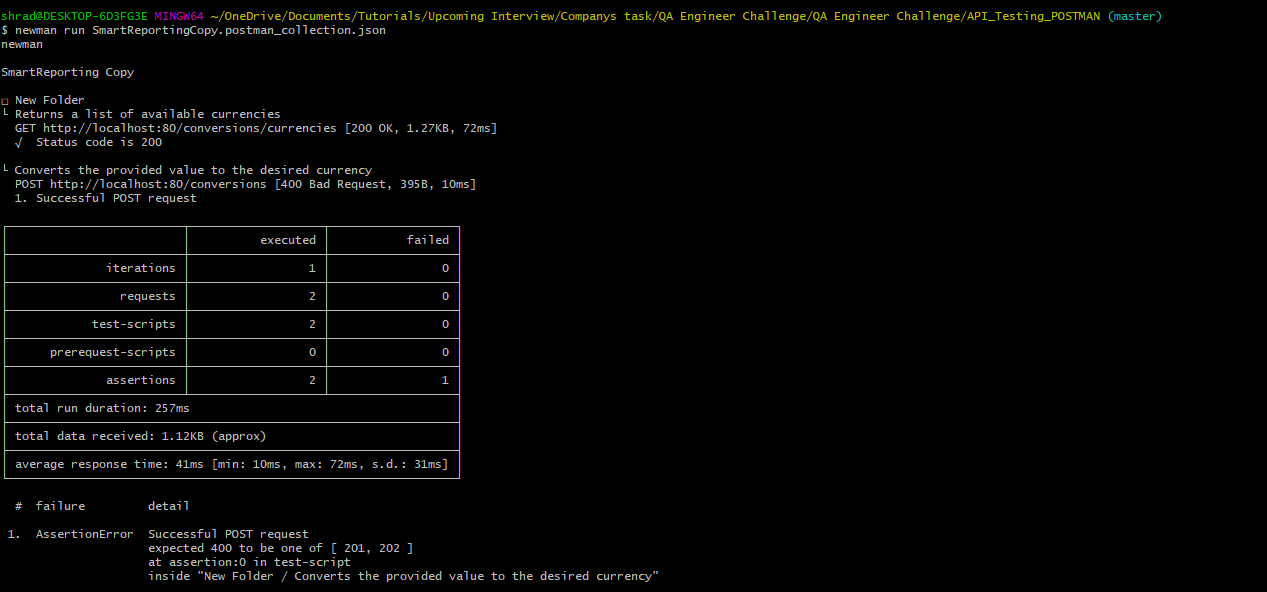 shrad@DESKTOP-6D3FG3E MINGW64 ~/OneDrive/Documents/Tutorials/Upcoming Interview/Companys task/QA Engineer Challenge/QA Engineer Challenge/API_Testing_POSTMAN (master)
$ newman run SmartReportingCopy.postman_collection.json
newman
SmartReporting Copy
□ New Folder
└ Returns a list of available currencies
GET http://localhost:80/conversions/currencies [200 OK, 1.27KB, 72ms]
√ Status code is 200
└ Converts the provided value to the desired currency
POST http://localhost:80/conversions [400 Bad Request, 395B, 10ms]
1. Successful POST request
executed failed
iterations 1 0
requests 2 0
test-scripts 2 0
prerequest-scripts 0 0
assertions 2 1
total run duration: 257ms
total data received: 1.12KB (approx)
average response time: 41ms [min: 10ms, max: 72ms, s.d.: 31ms]
# failure detail
1. AssertionError Successful POST request
expected 400 to be one of [ 201, 202 ]
at assertion:0 in test-script
inside "New Folder / Converts the provided value to the desired currency"